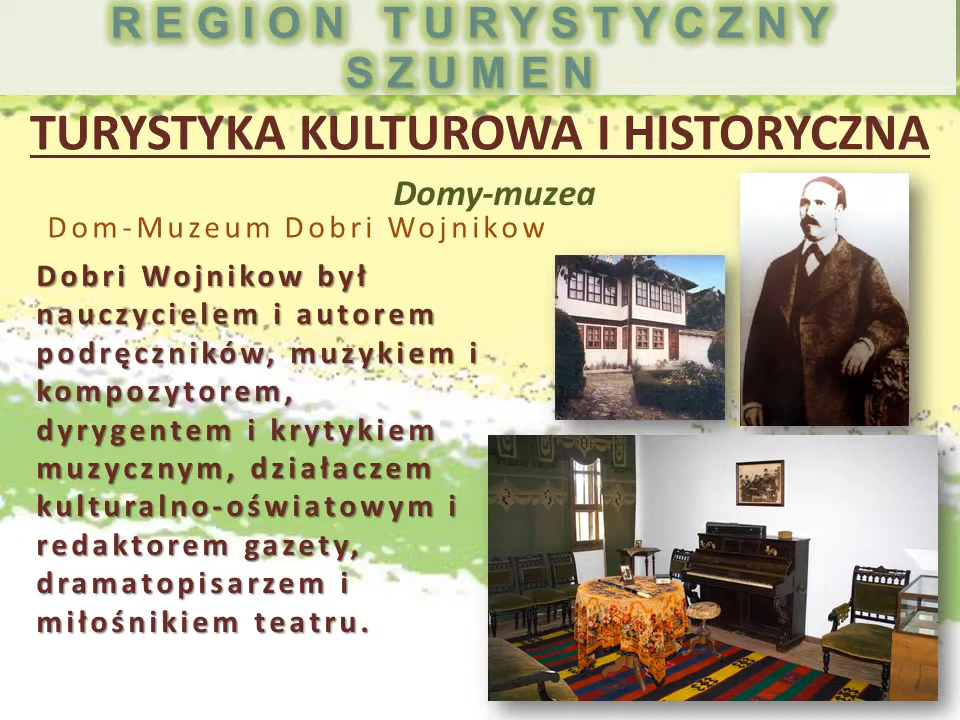 REGION TURYSTYCZNY
SZUMEN
TURYSTYKA KULTUROWA I HISTORYCZNA
Domy-muzea
Dom-Muzeum Dobri Wojnikow
Dobri Wojnikow był
nauczycielem i autorem
podręczników, muzykiem i
kompozytorem,
dyrygentem i krytykiem
muzycznym, działaczem
kulturalno-oświatowym i
redaktorem gazety,
dramatopisarzem i
miłośnikiem teatru.